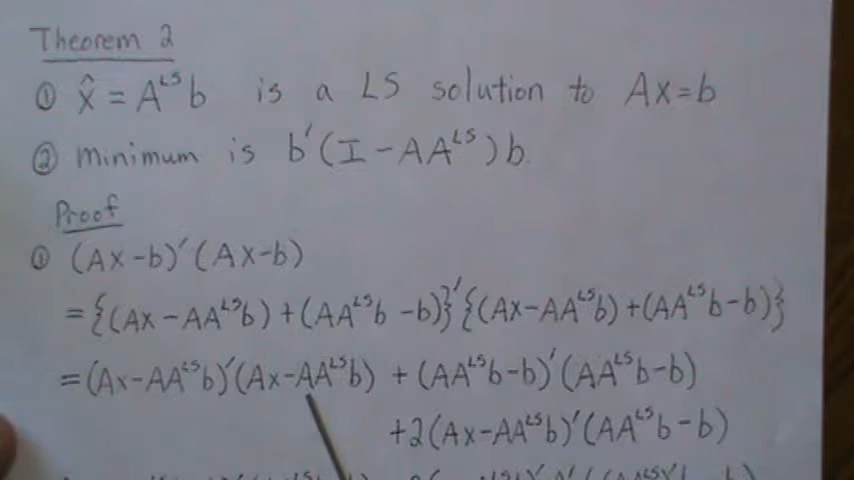 Theorem 2
① x̂ = A^LS b is a LS solution to Ax=b
② minimum is b'(I - AA^LS)b.
Proof
① (Ax-b)'(Ax-b)
= {(Ax - AA^LS b) + (AA^LS b - b)}'{(Ax - AA^LS b) + (AA^LS b - b)}
= (Ax - AA^LS b)'(Ax - AA^LS b) + (AA^LS b - b)'(AA^LS b - b)
+2(Ax - AA^LS b)'(AA^LS b - b)